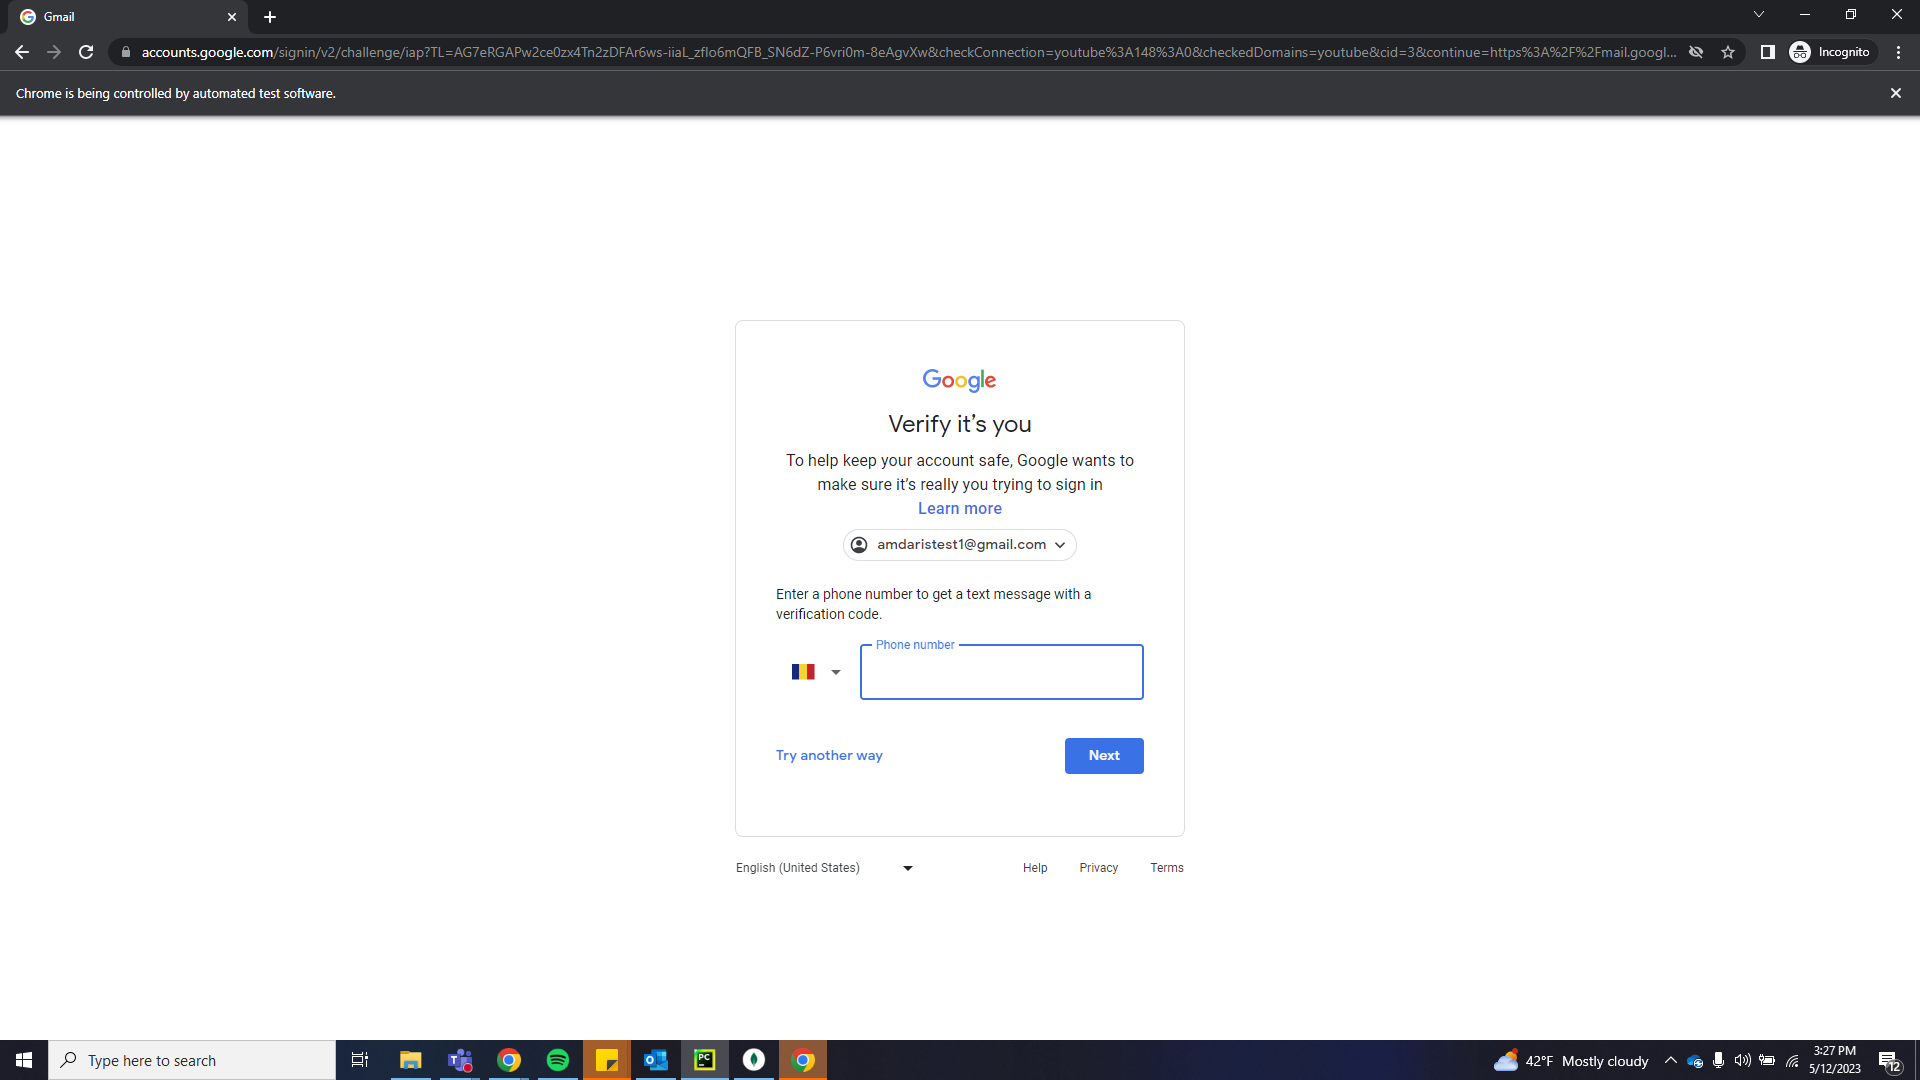 Gmail
accounts.google.com/signin/v2/challenge/iap?TL=AG7eRGAPw2ce0zx4Tn2zDFAr6ws-iiaL_zflo6mQFB_SN6dZ-P6vri0m-8eAgvXw&checkConnection=youtube%3A148%3A0&checkedDomains=youtube&cid=3&continue=https%3A%2F%2Fmail.googl...
Incognito
Chrome is being controlled by automated test software.
Google
Verify it's you
To help keep your account safe, Google wants to
make sure it's really you trying to sign in
Learn more
amdaristest1@gmail.com
Enter a phone number to get a text message with a
verification code.
Phone number
Try another way
Next
English (United States)
Help
Privacy
Terms
Type here to search
PC
42°F Mostly cloudy
3:27 PM
5/12/2023
12